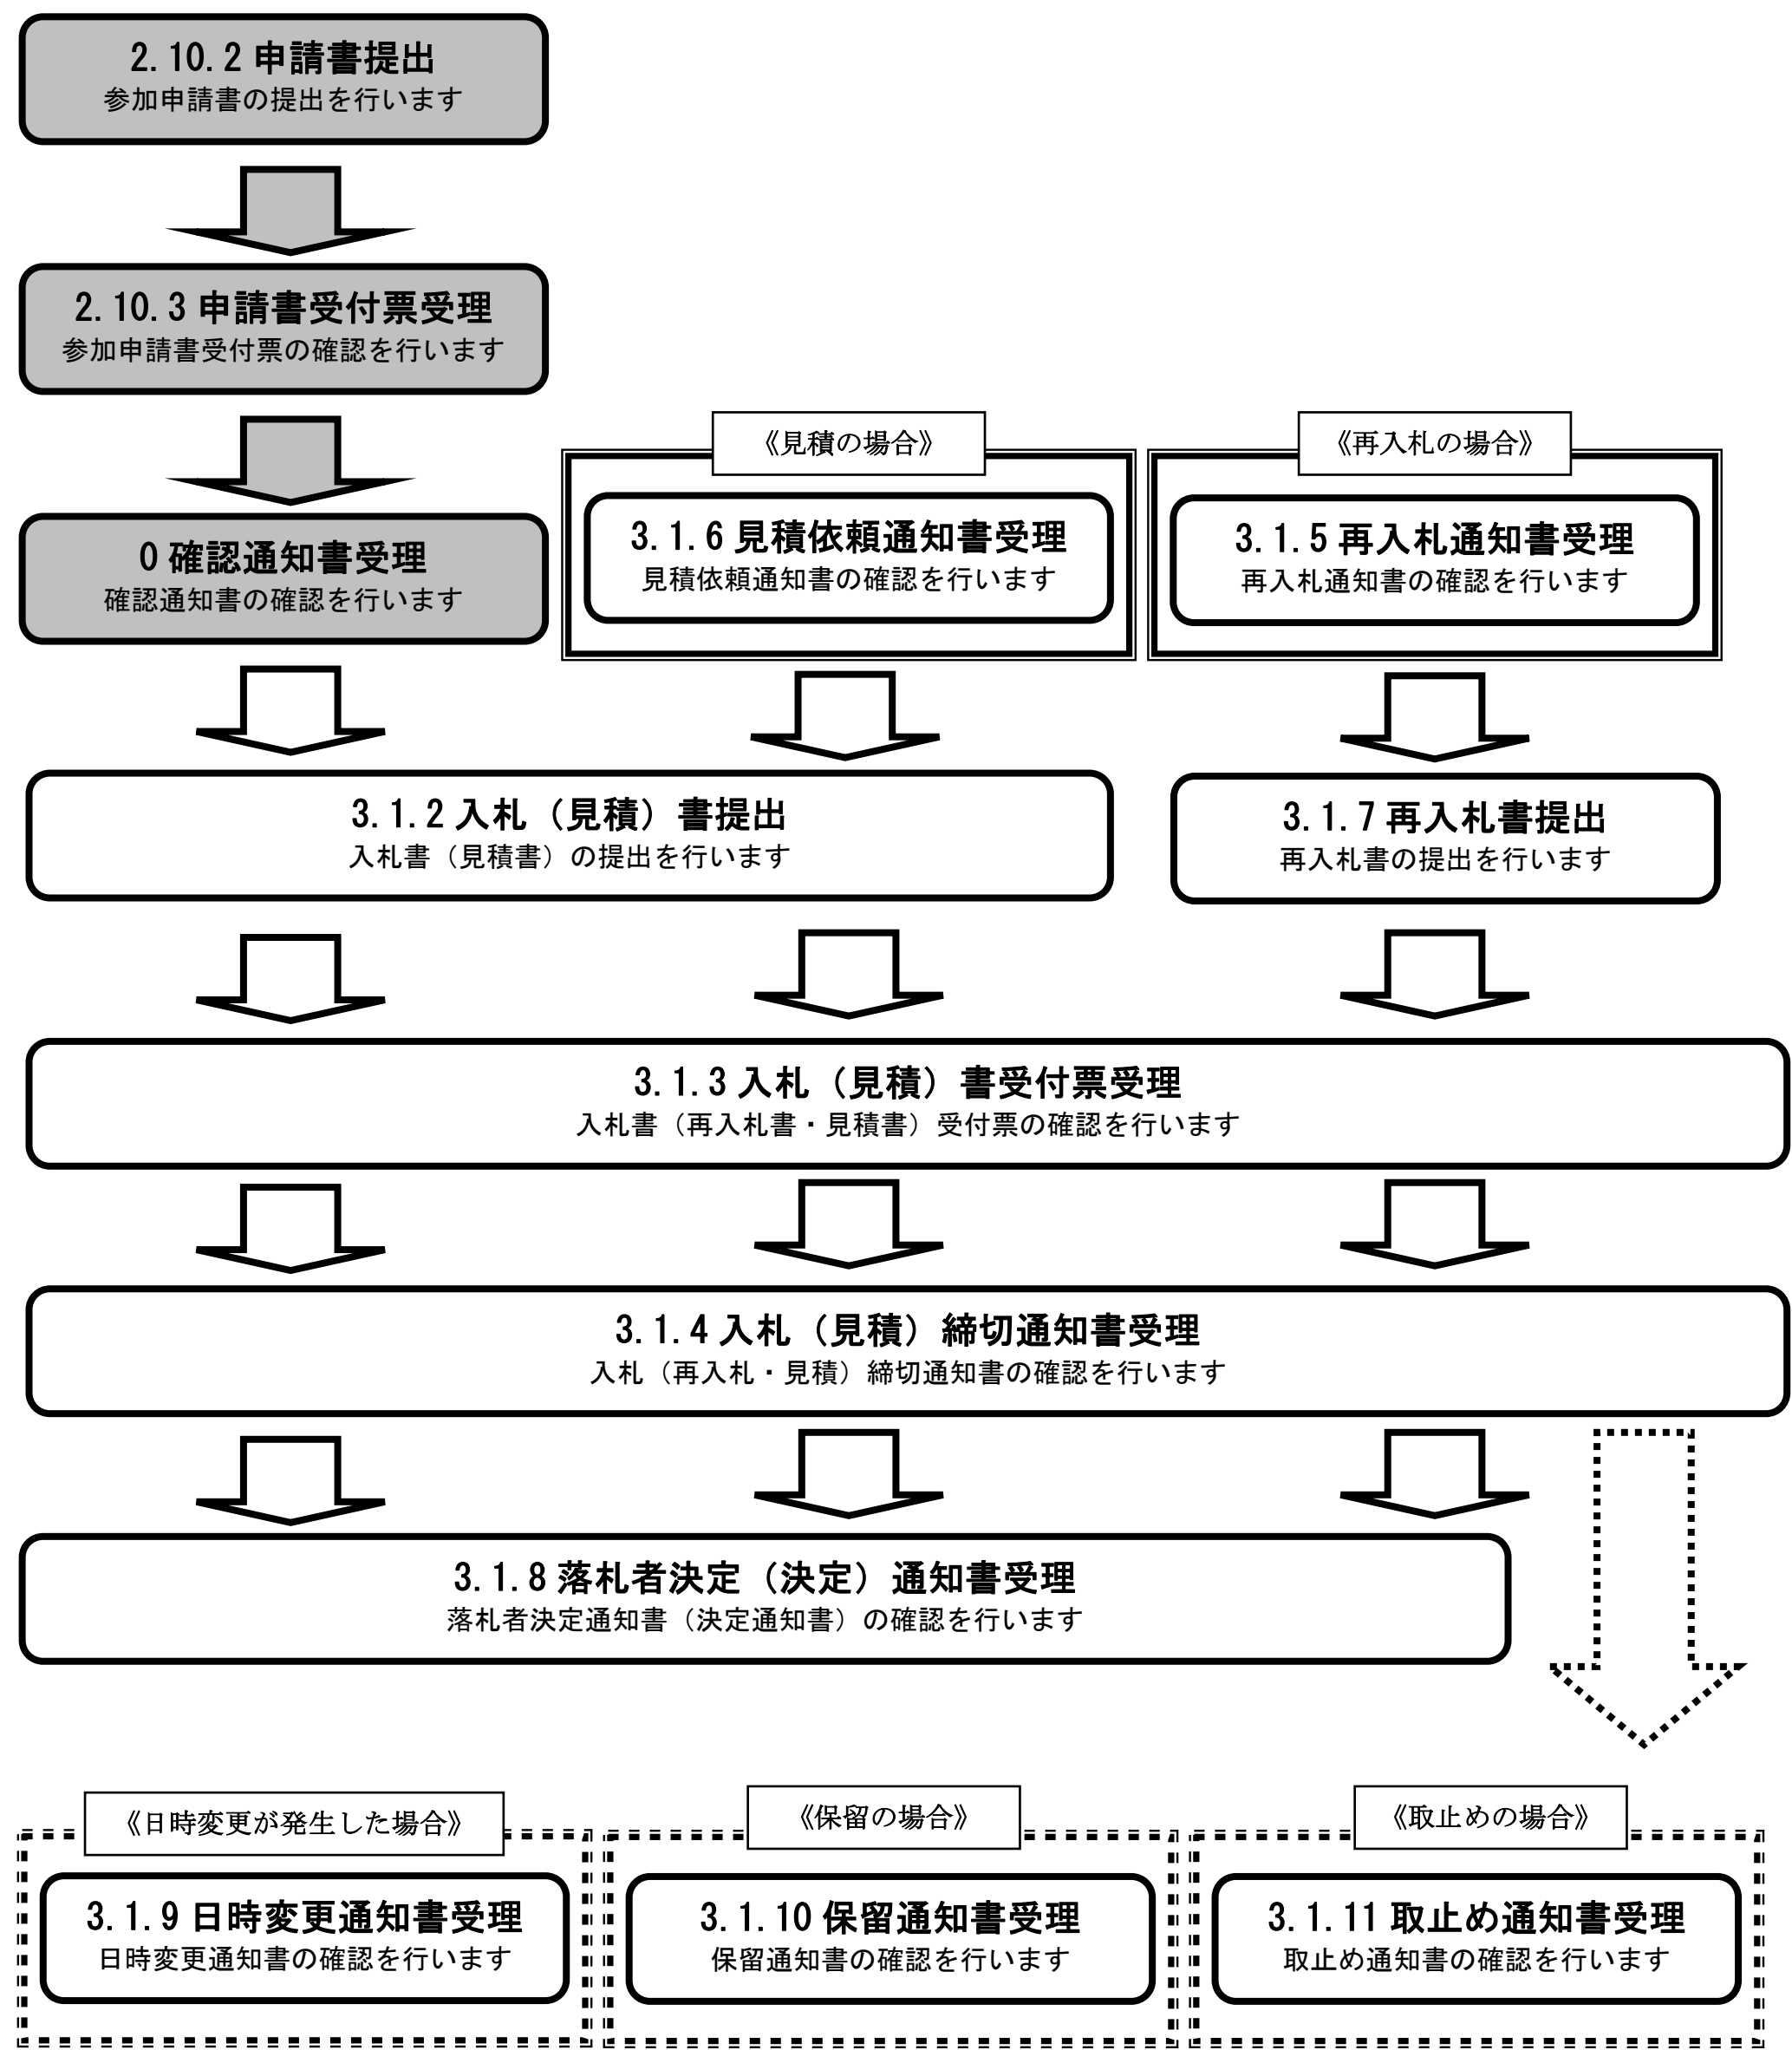 2.10.2 申請書提出
参加申請書の提出を行います
2.10.3 申請書受付票受理
参加申請書受付票の確認を行います
0 確認通知書受理
確認通知書の確認を行います
《見積の場合》
3.1.6 見積依頼通知書受理
見積依頼通知書の確認を行います
《再入札の場合》
3.1.5 再入札通知書受理
再入札通知書の確認を行います
3.1.2 入札（見積）書提出
入札書（見積書）の提出を行います
3.1.7 再入札書提出
再入札書の提出を行います
3.1.3 入札（見積）書受付票受理
入札書（再入札書・見積書）受付票の確認を行います
3.1.4 入札（見積）締切通知書受理
入札（再入札・見積）締切通知書の確認を行います
3.1.8 落札者決定（決定）通知書受理
落札者決定通知書（決定通知書）の確認を行います
《日時変更が発生した場合》
3.1.9 日時変更通知書受理
日時変更通知書の確認を行います
《保留の場合》
3.1.10 保留通知書受理
保留通知書の確認を行います
《取止めの場合》
3.1.11 取止め通知書受理
取止め通知書の確認を行います